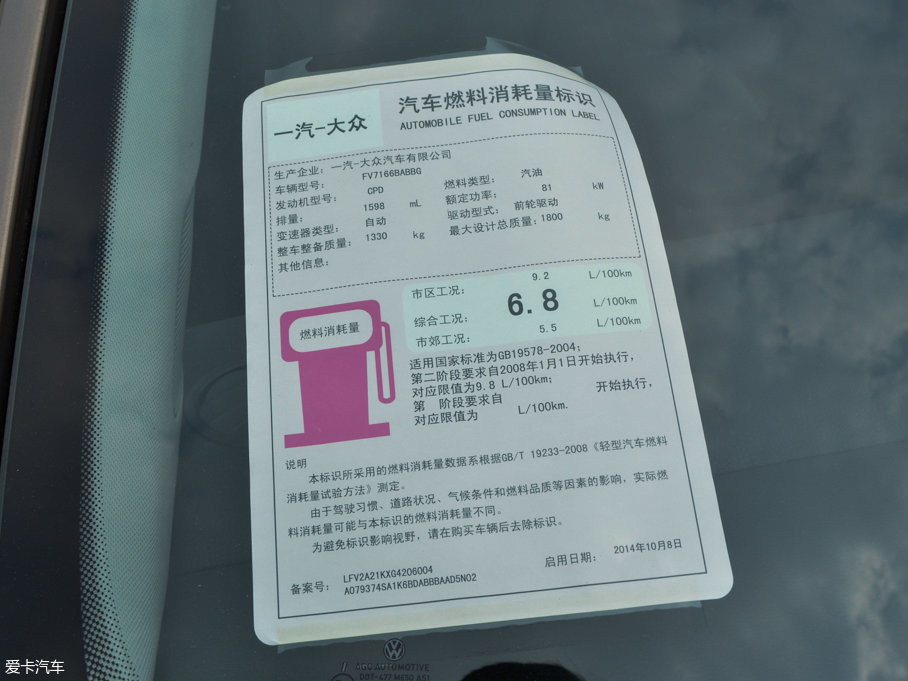 一汽-大众
汽车燃料消耗量标识
AUTOMOBILE FUEL CONSUMPTION LABEL
生产企业: 一汽-大众汽车有限公司
车辆型号: FV7166BABBG
发动机型号: CPD 燃料类型: 汽油
排量: 1598 mL 额定功率: 81 kW
变速器类型: 自动 驱动型式: 前轮驱动
整车整备质量: 1330 kg 最大设计总质量: 1800 kg
其他信息:
燃料消耗量
市区工况: 9.2 L/100km
综合工况: 6.8 L/100km
市郊工况: 5.5 L/100km
适用国家标准为GB19578-2004;
第二阶段要求自2008年1月1日开始执行,
对应限值为9.8 L/100km;
第 阶段要求自 开始执行,
对应限值为 L/100km.
说明
本标识所采用的燃料消耗量数据系根据GB/T 19233-2008《轻型汽车燃料
消耗量试验方法》测定。
由于驾驶习惯、道路状况、气候条件和燃料品质等因素的影响, 实际燃
料消耗量可能与本标识的燃料消耗量不同。
为避免标识影响视野, 请在购买车辆后去除标识。
备案号: LFV2A21KXG4206004
A079374SA1K6BDABBBAAD5N02
启用日期: 2014年10月8日
AGC AUTOMOTIVE
DOT-477 M650 AS1
爱卡汽车